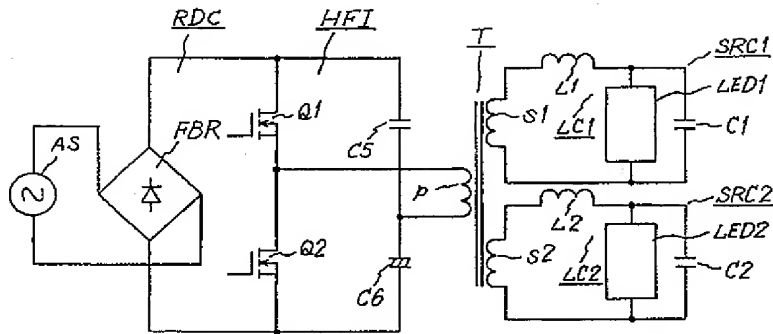 RDC
HFI
T
SRC1
L1
LED1
Q1
S1
LC1
C1
C5
FBR
AS
P
SRC2
L2
LED2
Q2
S2
LC2
C2
C6